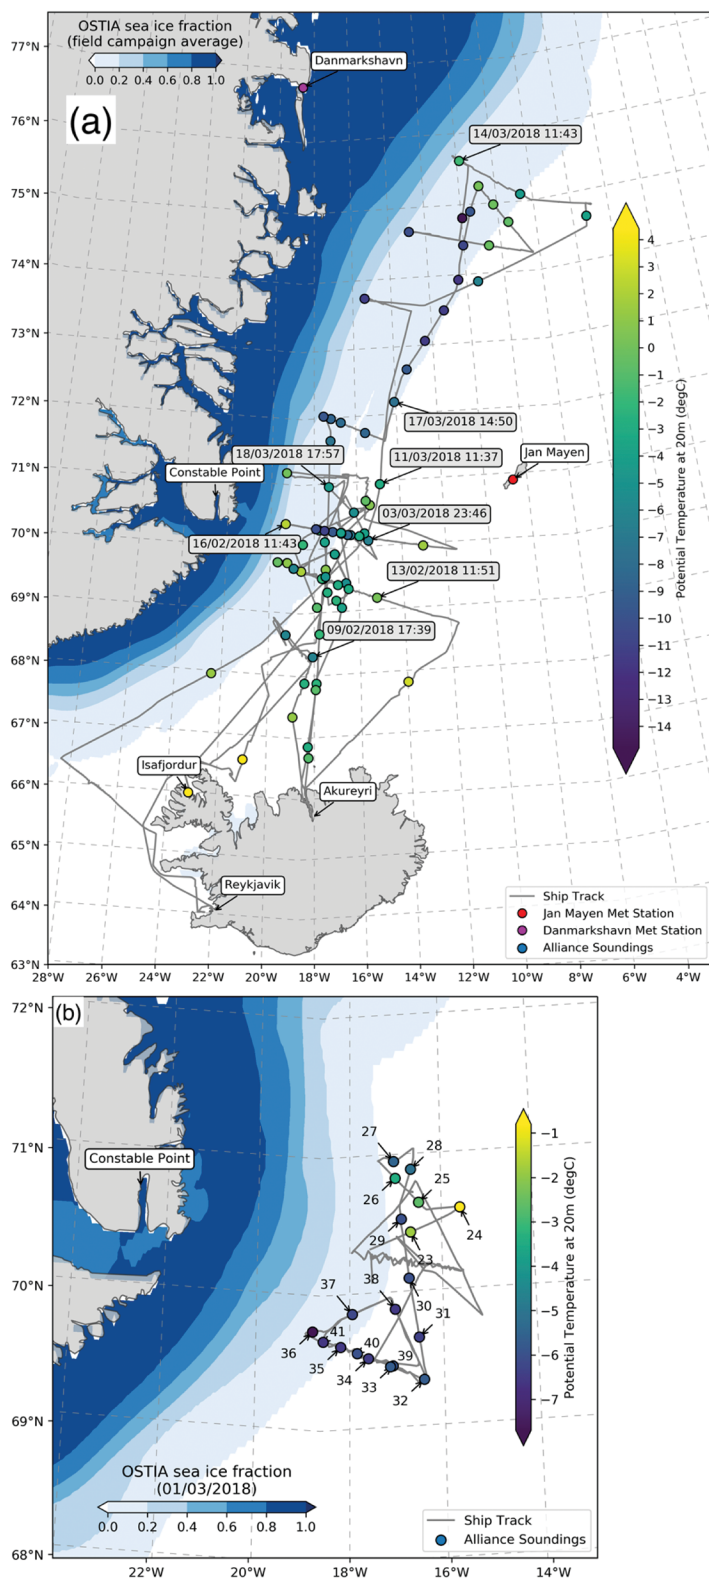 OSTIA sea ice fraction
(field campaign average)
0.0 0.2 0.4 0.6 0.8 1.0
(a)
Danmarkshavn
14/03/2018 11:43
17/03/2018 14:50
18/03/2018 17:57
11/03/2018 11:37
Jan Mayen
Constable Point
03/03/2018 23:46
16/02/2018 11:43
13/02/2018 11:51
09/02/2018 17:39
Isafjordur
Akureyri
Reykjavik
77°N
76°N
75°N
74°N
73°N
72°N
71°N
70°N
69°N
68°N
67°N
66°N
65°N
64°N
63°N
28°W 26°W 24°W 22°W 20°W 18°W 16°W 14°W 12°W 10°W 8°W 6°W 4°W
4
3
2
1
0
−1
−2
−3
−4
−5
−6
−7
−8
−9
−10
−11
−12
−13
−14
Potential Temperature at 20m (degC)
Ship Track
Jan Mayen Met Station
Danmarkshavn Met Station
Alliance Soundings
(b)
72°N
71°N
70°N
69°N
68°N
Constable Point
27
28
25
26
24
29
23
37
38
30
31
36
41
40
39
35
34
33
32
−1
−2
−3
−4
−5
−6
−7
Potential Temperature at 20m (degC)
OSTIA sea ice fraction
(01/03/2018)
0.0 0.2 0.4 0.6 0.8 1.0
Ship Track
Alliance Soundings
22°W 20°W 18°W 16°W 14°W